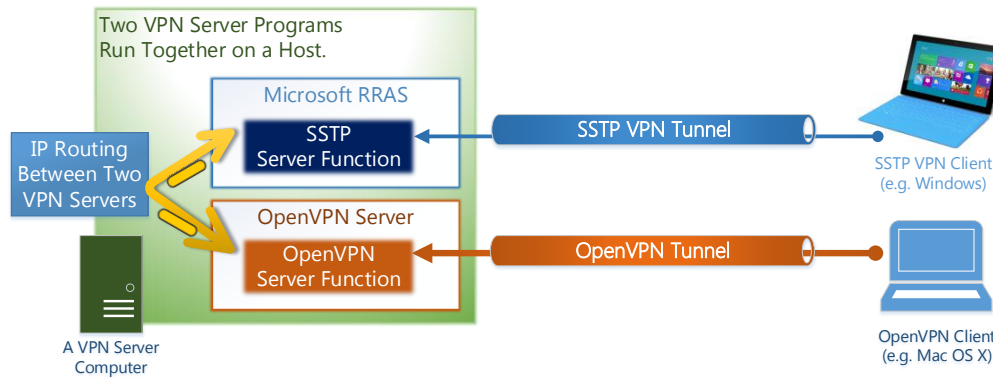 Two VPN Server Programs
Run Together on a Host.
Microsoft RRAS
SSTP
Server Function
SSTP VPN Tunnel
SSTP VPN Client
(e.g. Windows)
IP Routing
Between Two
VPN Servers
OpenVPN Server
OpenVPN
Server Function
OpenVPN Tunnel
OpenVPN Client
(e.g. Mac OS X)
A VPN Server
Computer